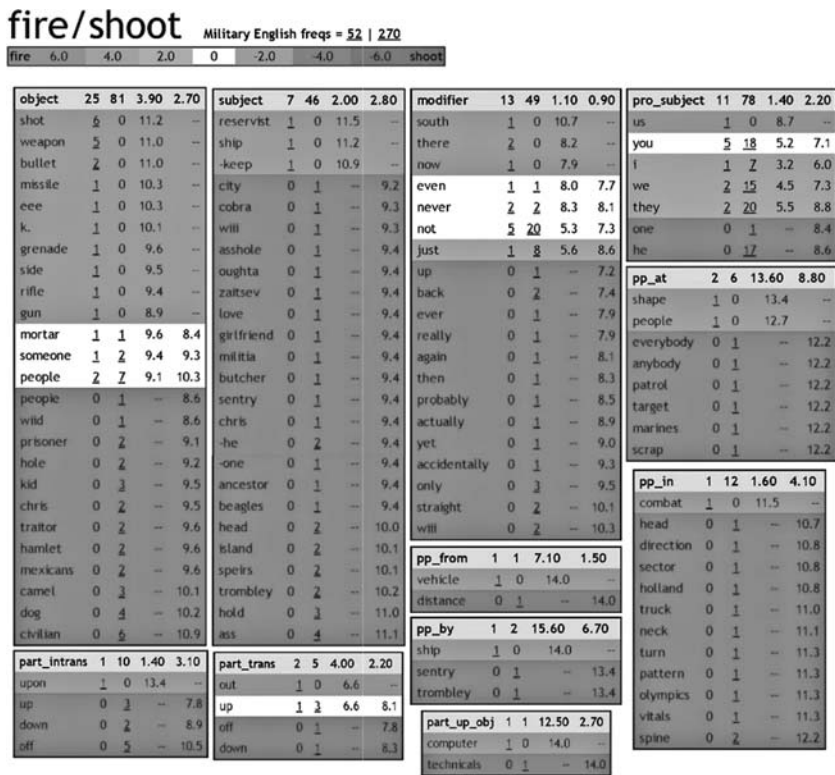 fire/shoot Military English freqs = 52 | 270
fire 6.0 4.0 2.0 0 -2.0 -4.0 -6.0 shoot
object 25 81 3.90 2.70
shot 6 0 11.2 --
weapon 5 0 11.0 --
bullet 2 0 11.0 --
missile 1 0 10.3 --
eee 1 0 10.3 --
k. 1 0 10.1 --
grenade 1 0 9.6 --
side 1 0 9.5 --
rifle 1 0 9.4 --
gun 1 0 8.9 --
mortar 1 1 9.6 8.4
someone 1 2 9.4 9.3
people 2 7 9.1 10.3
people 0 1 -- 8.6
wild 0 1 -- 8.6
prisoner 0 2 -- 9.1
hole 0 2 -- 9.2
kid 0 3 -- 9.5
chris 0 2 -- 9.5
traitor 0 2 -- 9.6
hamlet 0 2 -- 9.6
mexicans 0 2 -- 9.6
camel 0 3 -- 10.1
dog 0 4 -- 10.2
civilian 0 6 -- 10.9
part_intrans 1 10 1.40 3.10
upon 1 0 13.4 --
up 0 3 -- 7.8
down 0 2 -- 8.9
off 0 5 -- 10.5
subject 7 46 2.00 2.80
reservist 1 0 11.5 --
ship 1 0 11.2 --
-keep 1 0 10.9 --
city 0 1 -- 9.2
cobra 0 1 -- 9.3
will 0 1 -- 9.3
asshole 0 1 -- 9.4
oughta 0 1 -- 9.4
zaitsev 0 1 -- 9.4
love 0 1 -- 9.4
girlfriend 0 1 -- 9.4
militia 0 1 -- 9.4
butcher 0 1 -- 9.4
sentry 0 1 -- 9.4
chris 0 1 -- 9.4
-he 0 2 -- 9.4
-one 0 1 -- 9.4
ancestor 0 1 -- 9.4
beagles 0 1 -- 9.4
head 0 2 -- 10.0
island 0 2 -- 10.1
speirs 0 2 -- 10.1
trombley 0 2 -- 10.2
hold 0 3 -- 11.0
ass 0 4 -- 11.1
part_trans 2 5 4.00 2.20
out 1 0 6.6 --
up 1 3 6.6 8.1
off 0 1 -- 7.8
down 0 1 -- 8.3
modifier 13 49 1.10 0.90
south 1 0 10.7 --
there 2 0 8.2 --
now 1 0 7.9 --
even 1 1 8.0 7.7
never 2 2 8.3 8.1
not 5 20 5.3 7.3
just 1 8 5.6 8.6
up 0 1 -- 7.2
back 0 2 -- 7.4
ever 0 1 -- 7.9
really 0 1 -- 7.9
again 0 1 -- 8.1
then 0 1 -- 8.3
probably 0 1 -- 8.5
actually 0 1 -- 8.9
yet 0 1 -- 9.0
accidentally 0 1 -- 9.3
only 0 3 -- 9.5
straight 0 2 -- 10.1
will 0 2 -- 10.3
pp_from 1 1 7.10 1.50
vehicle 1 0 14.0 --
distance 0 1 -- 14.0
pp_by 1 2 15.60 6.70
ship 1 0 14.0 --
sentry 0 1 -- 13.4
trombley 0 1 -- 13.4
part_up_obj 1 1 12.50 2.70
computer 1 0 14.0 --
technicals 0 1 -- 14.0
pro_subject 11 78 1.40 2.20
us 1 0 8.7 --
you 5 18 5.2 7.1
i 1 7 3.2 6.0
we 2 15 4.5 7.3
they 2 20 5.5 8.8
one 0 1 -- 8.4
he 0 17 -- 8.6
pp_at 2 6 13.60 8.80
shape 1 0 13.4 --
people 1 0 12.7 --
everybody 0 1 -- 12.2
anybody 0 1 -- 12.2
patrol 0 1 -- 12.2
target 0 1 -- 12.2
marines 0 1 -- 12.2
scrap 0 1 -- 12.2
pp_in 1 12 1.60 4.10
combat 1 0 11.5 --
head 0 1 -- 10.7
direction 0 1 -- 10.8
sector 0 1 -- 10.8
holland 0 1 -- 10.8
truck 0 1 -- 11.0
neck 0 1 -- 11.1
turn 0 1 -- 11.3
pattern 0 1 -- 11.3
olympics 0 1 -- 11.3
vitals 0 1 -- 11.3
spine 0 2 -- 12.2